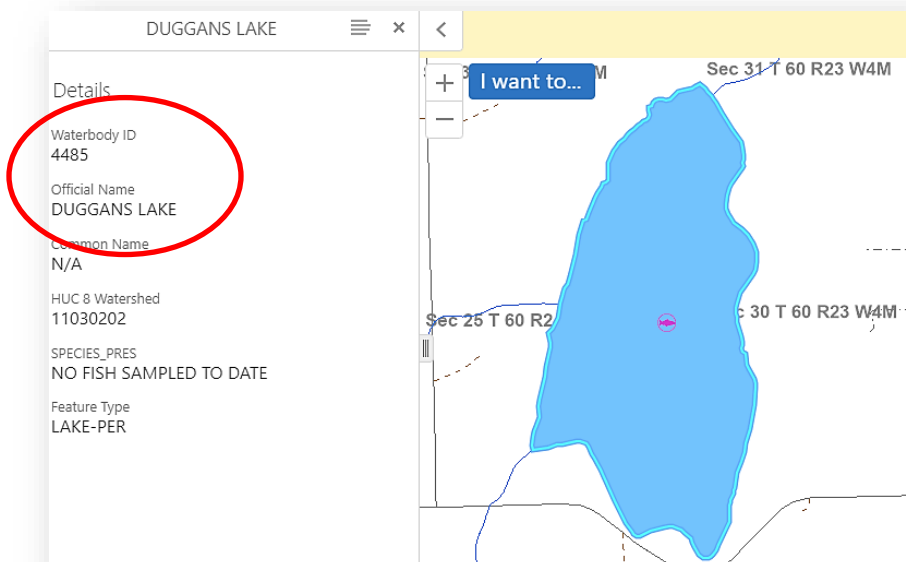 DUGGANS LAKE
Details
Waterbody ID
4485
Official Name
DUGGANS LAKE
Common Name
N/A
HUC 8 Watershed
11030202
SPECIES_PRES
NO FISH SAMPLED TO DATE
Feature Type
LAKE-PER
I want to...
Sec 31 T 60 R23 W4M
Sec 25 T 60 R2
30 T 60 R23 W4M